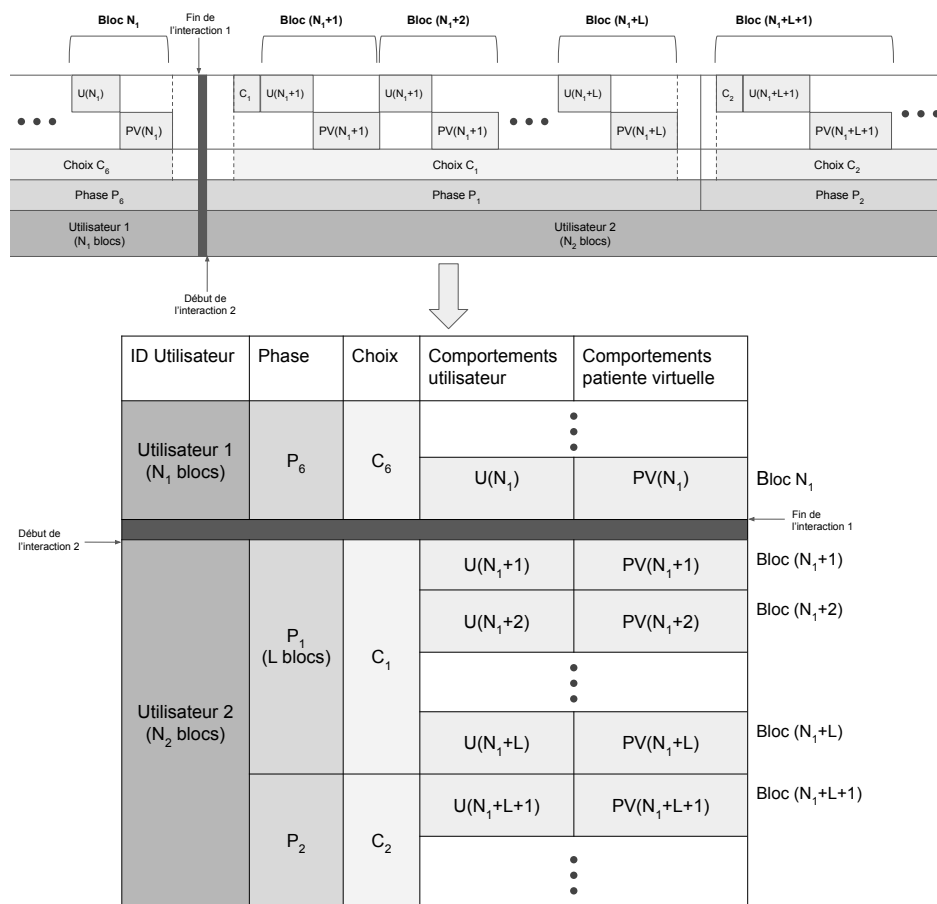 Bloc N₁
Fin de
l'interaction 1
Bloc (N₁+1)
Bloc (N₁+2)
Bloc (N₁+L)
Bloc (N₁+L+1)
U(N₁)
C₁
U(N₁+1)
U(N₁+1)
U(N₁+L)
C₂
U(N₁+L+1)
PV(N₁)
PV(N₁+1)
PV(N₁+1)
PV(N₁+L)
PV(N₁+L+1)
Choix C₆
Choix C₁
Choix C₂
Phase P₆
Phase P₁
Phase P₂
Utilisateur 1
(N₁ blocs)
Utilisateur 2
(N₂ blocs)
Début de
l'interaction 2
ID Utilisateur
Phase
Choix
Comportements
utilisateur
Comportements
patiente virtuelle
Utilisateur 1
(N₁ blocs)
P₆
C₆
U(N₁)
PV(N₁)
Bloc N₁
Fin de
l'interaction 1
Début de
l'interaction 2
Utilisateur 2
(N₂ blocs)
P₁
(L blocs)
C₁
U(N₁+1)
PV(N₁+1)
Bloc (N₁+1)
U(N₁+2)
PV(N₁+2)
Bloc (N₁+2)
U(N₁+L)
PV(N₁+L)
Bloc (N₁+L)
P₂
C₂
U(N₁+L+1)
PV(N₁+L+1)
Bloc (N₁+L+1)